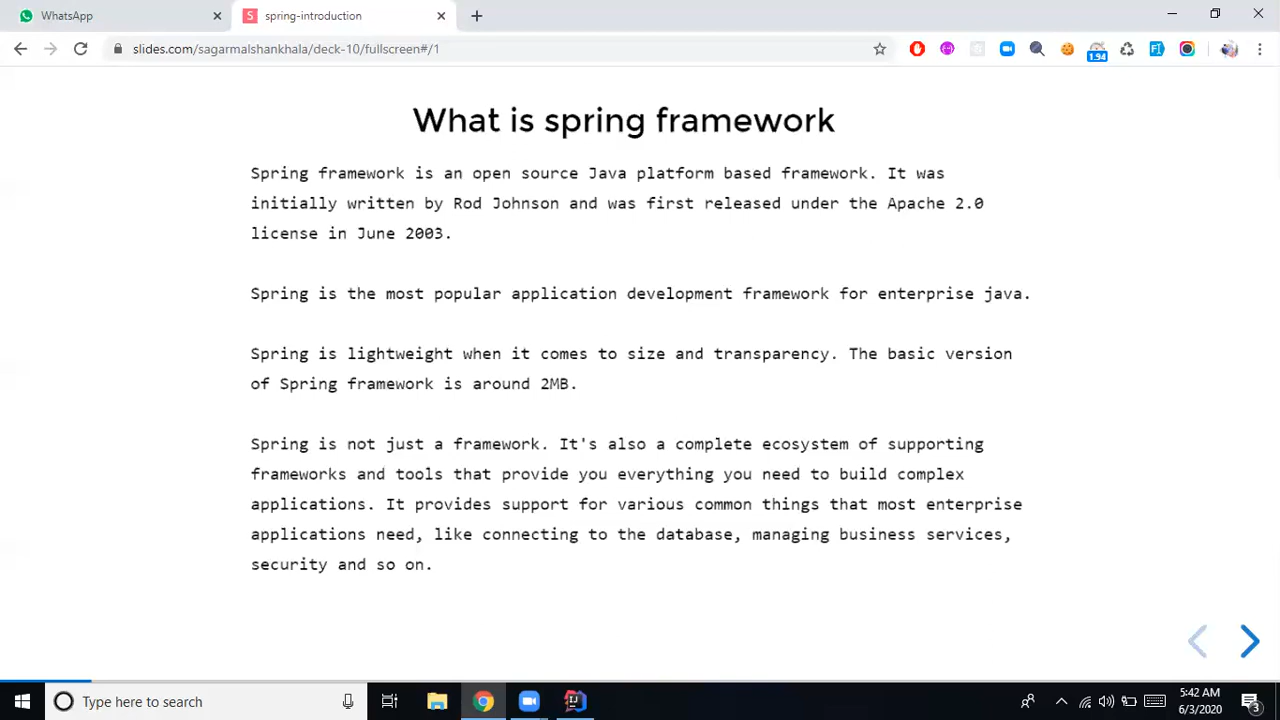 WhatsApp
spring-introduction
slides.com/sagarmalshankhala/deck-10/fullscreen#/1
1.94
What is spring framework
Spring framework is an open source Java platform based framework. It was
initially written by Rod Johnson and was first released under the Apache 2.0
license in June 2003.
Spring is the most popular application development framework for enterprise java.
Spring is lightweight when it comes to size and transparency. The basic version
of Spring framework is around 2MB.
Spring is not just a framework. It's also a complete ecosystem of supporting
frameworks and tools that provide you everything you need to build complex
applications. It provides support for various common things that most enterprise
applications need, like connecting to the database, managing business services,
security and so on.
Type here to search
5:42 AM
6/3/2020
3